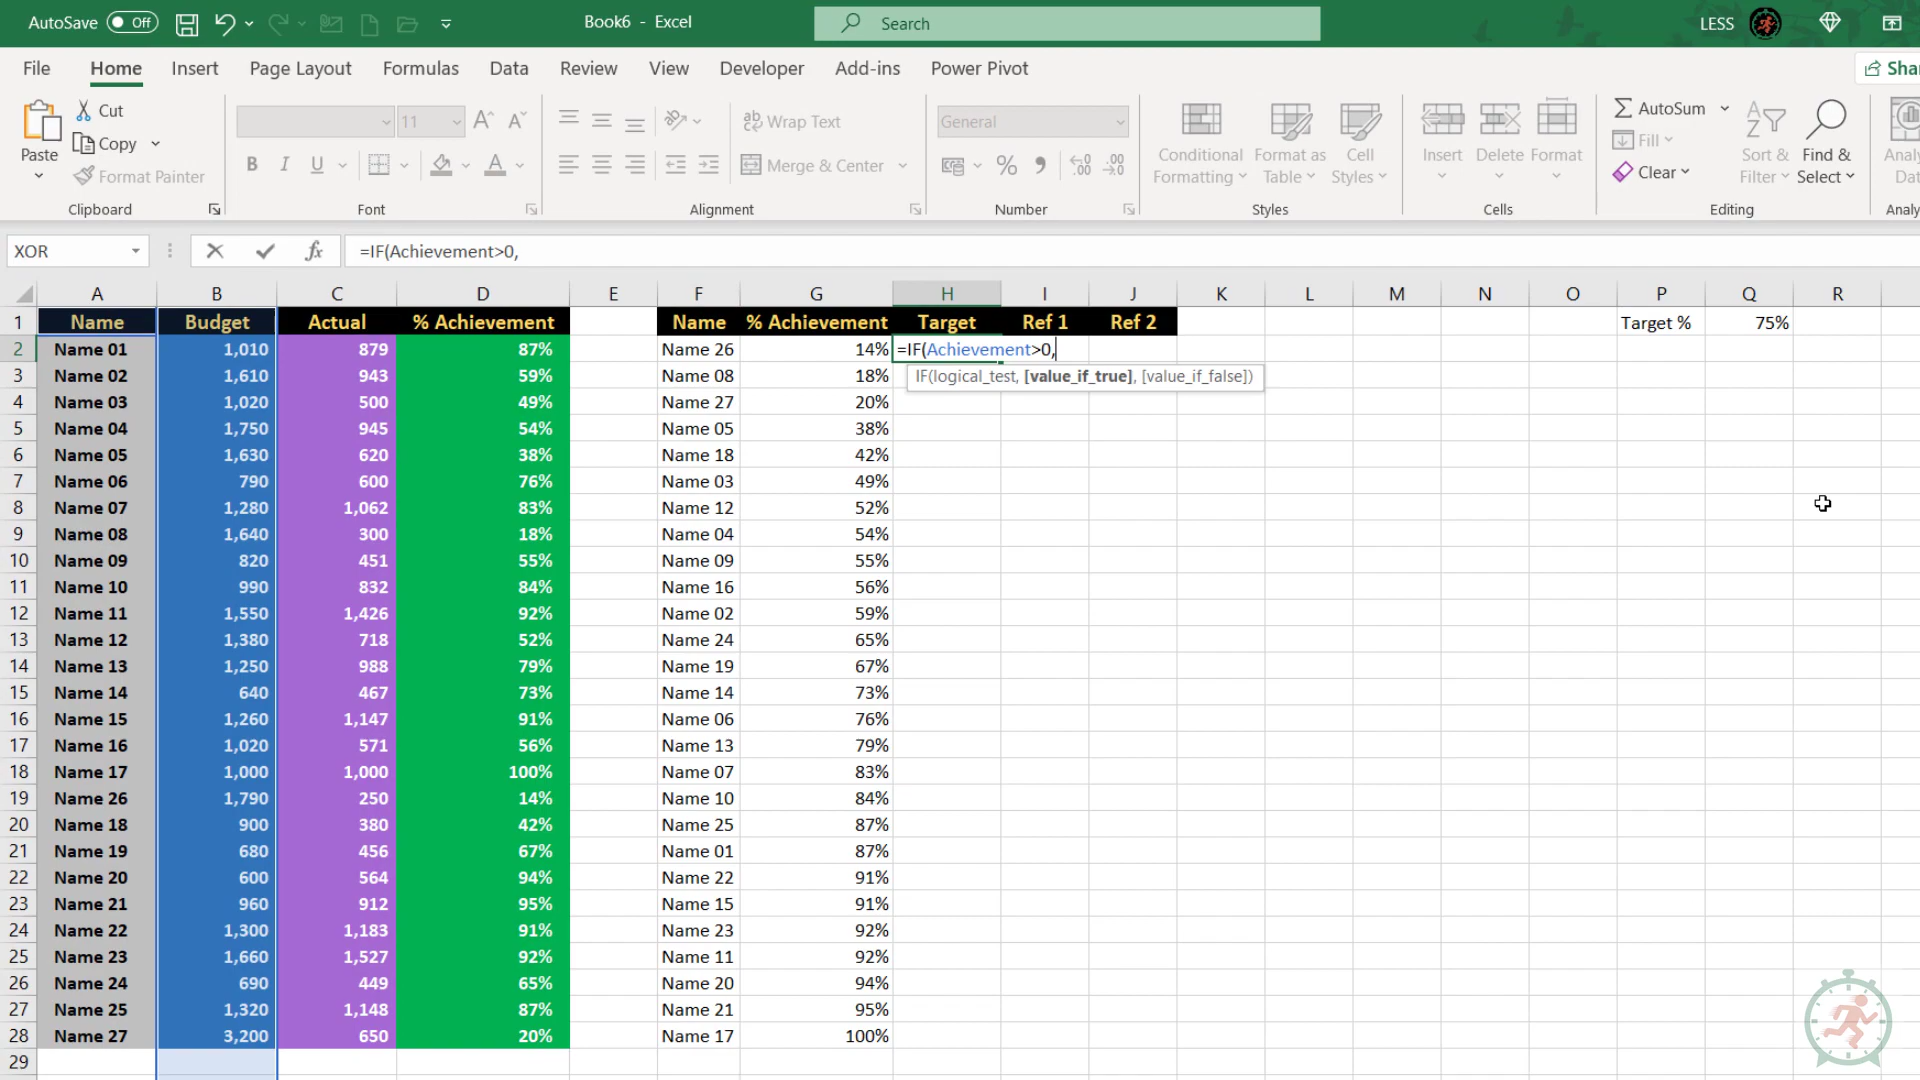 AutoSave Off Book6 - Excel Search LESS
File Home Insert Page Layout Formulas Data Review View Developer Add-ins Power Pivot Shar
Paste Cut Copy Format Painter Clipboard
11 Font
Wrap Text Merge & Center Alignment
General Number
Conditional Formatting Format as Table Cell Styles Styles
Insert Delete Format Cells
AutoSum Fill Clear Sort & Filter Find & Select Editing
Analy Dat Analy
XOR fx =IF(Achievement>0,
A B C D E F G H I J K L M N O P Q R
1 Name Budget Actual % Achievement Name % Achievement Target Ref 1 Ref 2 Target % 75%
2 Name 01 1,010 879 87% Name 26 14% =IF(Achievement>0,
IF(logical_test, [value_if_true], [value_if_false])
3 Name 02 1,610 943 59% Name 08 18%
4 Name 03 1,020 500 49% Name 27 20%
5 Name 04 1,750 945 54% Name 05 38%
6 Name 05 1,630 620 38% Name 18 42%
7 Name 06 790 600 76% Name 03 49%
8 Name 07 1,280 1,062 83% Name 12 52%
9 Name 08 1,640 300 18% Name 04 54%
10 Name 09 820 451 55% Name 09 55%
11 Name 10 990 832 84% Name 16 56%
12 Name 11 1,550 1,426 92% Name 02 59%
13 Name 12 1,380 718 52% Name 24 65%
14 Name 13 1,250 988 79% Name 19 67%
15 Name 14 640 467 73% Name 14 73%
16 Name 15 1,260 1,147 91% Name 06 76%
17 Name 16 1,020 571 56% Name 13 79%
18 Name 17 1,000 1,000 100% Name 07 83%
19 Name 26 1,790 250 14% Name 10 84%
20 Name 18 900 380 42% Name 25 87%
21 Name 19 680 456 67% Name 01 87%
22 Name 20 600 564 94% Name 22 91%
23 Name 21 960 912 95% Name 15 91%
24 Name 22 1,300 1,183 91% Name 23 92%
25 Name 23 1,660 1,527 92% Name 11 92%
26 Name 24 690 449 65% Name 20 94%
27 Name 25 1,320 1,148 87% Name 21 95%
28 Name 27 3,200 650 20% Name 17 100%
29